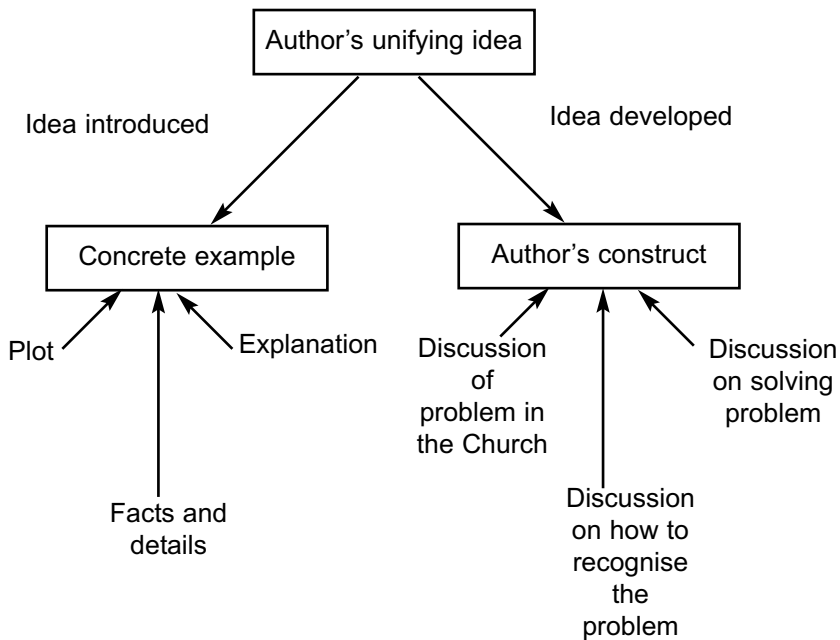 Author’s unifying idea
Idea introduced
Idea developed
Concrete example
Author’s construct
Plot
Explanation
Facts and
details
Discussion
of
problem in
the Church
Discussion
on how to
recognise
the
problem
Discussion
on solving
problem